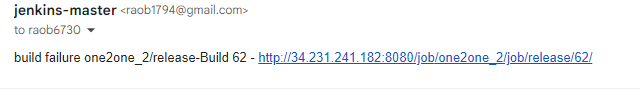 jenkins-master <raob1794@gmail.com>
to raob6730
build failure one2one_2/release-Build 62 - http://34.231.241.182:8080/job/one2one_2/job/release/62/